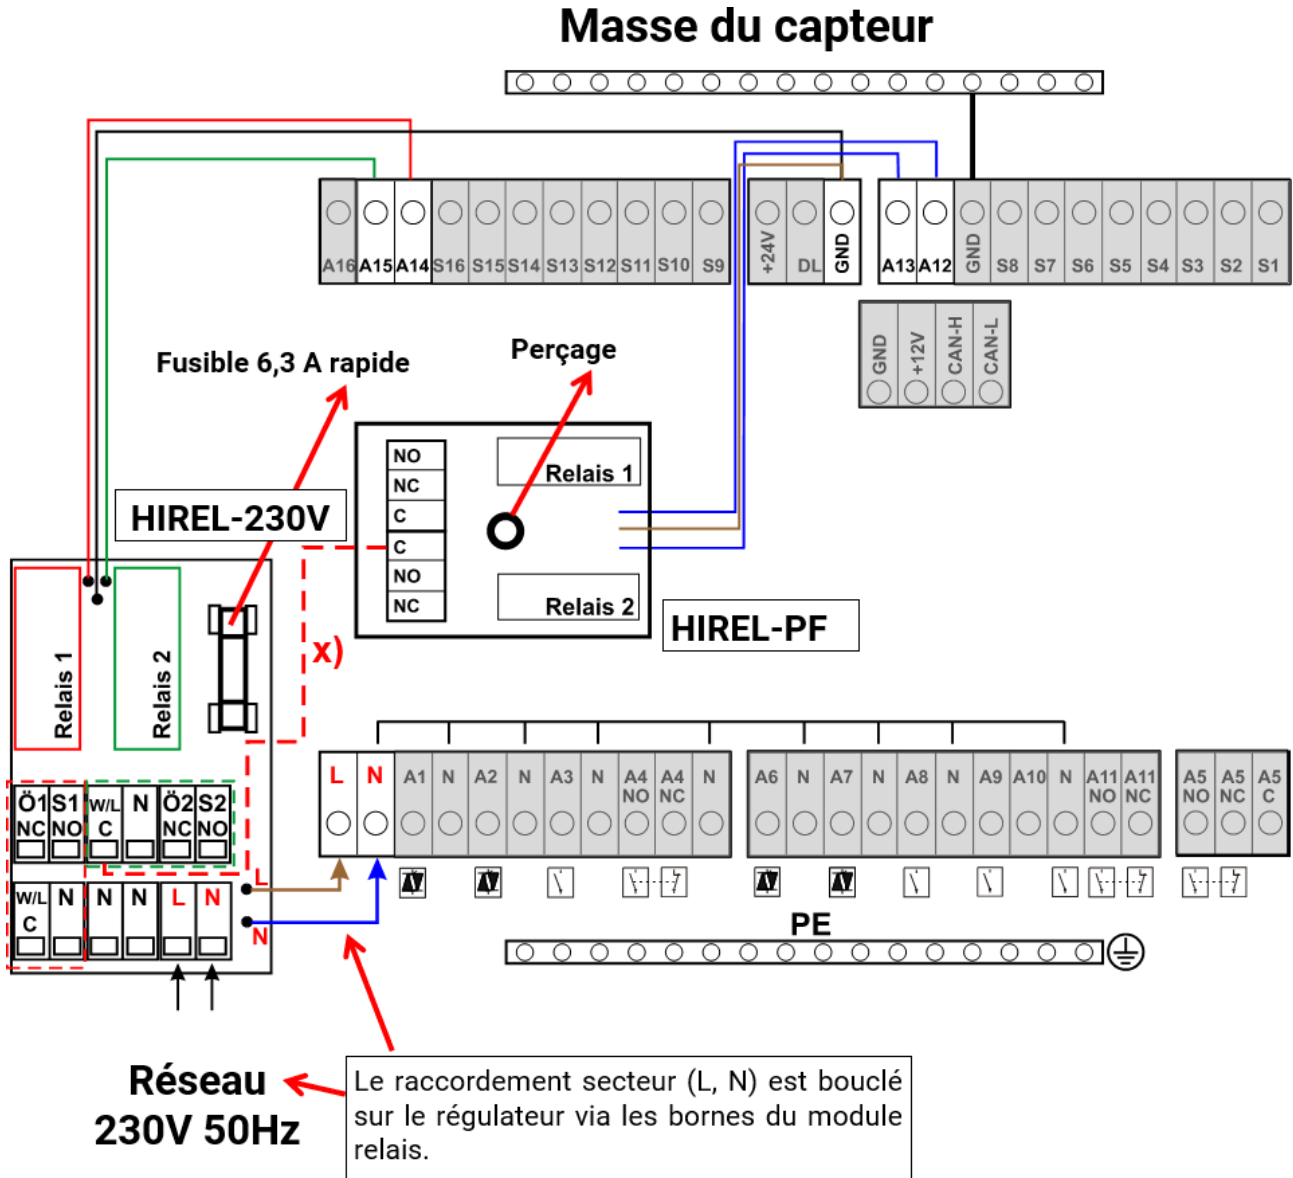 Masse du capteur
A16 A15 A14 S16 S15 S14 S13 S12 S11 S10 S9
+24V DL GND
A13 A12 GND S8 S7 S6 S5 S4 S3 S2 S1
GND +12V CAN-H CAN-L
Fusible 6,3 A rapide
Perçage
HIREL-230V
NO
NC
C
C
NO
NC
Relais 1
Relais 2
HIREL-PF
x)
Relais 1
Relais 2
L N A1 N A2 N A3 N A4 A4 N
NO NC
A6 N A7 N A8 N A9 A10 N A11 A11
NO NC
A5 A5 A5
NO NC C
Ö1 S1 W/L N Ö2 S2
NC NO C NC NO
W/L N N N L N
C
L
N
PE
Réseau
230V 50Hz
Le raccordement secteur (L, N) est bouclé
sur le régulateur via les bornes du module
relais.